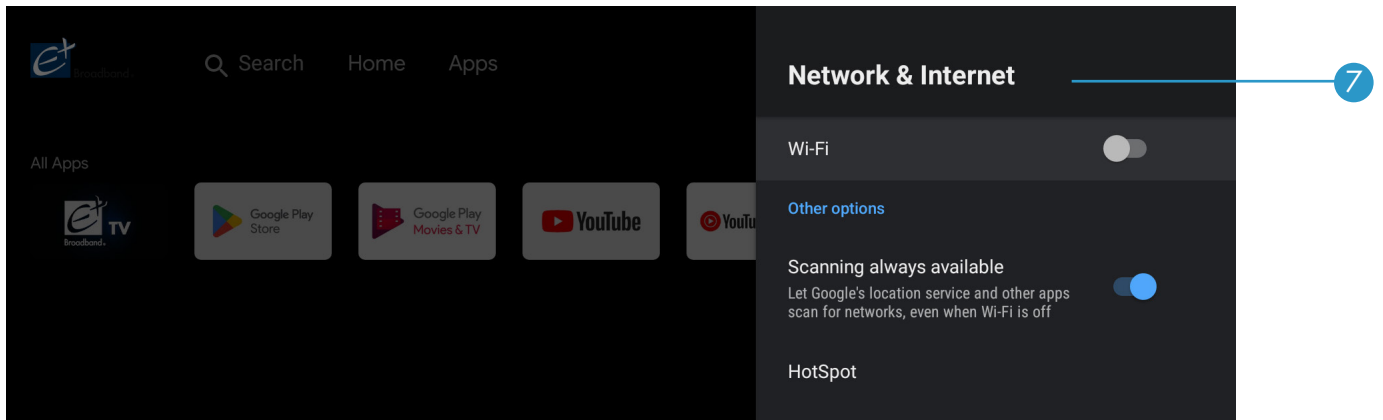 e+
Broadband®
Search Home Apps
All Apps
e+ TV
Broadband®
Google Play
Store
Google Play
Movies & TV
YouTube
YouTu
Network & Internet
7
Wi-Fi
Other options
Scanning always available
Let Google's location service and other apps
scan for networks, even when Wi-Fi is off
HotSpot